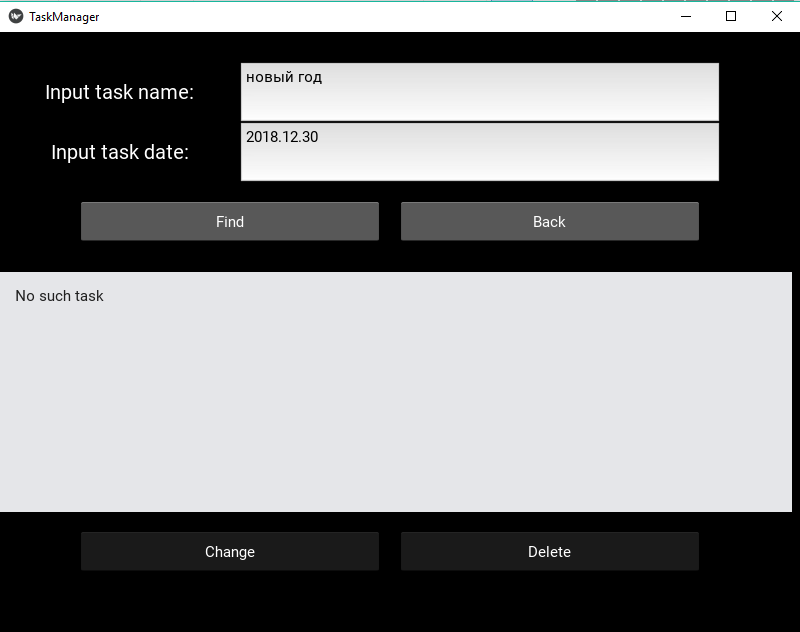 TaskManager
Input task name:
новый год
Input task date:
2018.12.30
Find
Back
No such task
Change
Delete